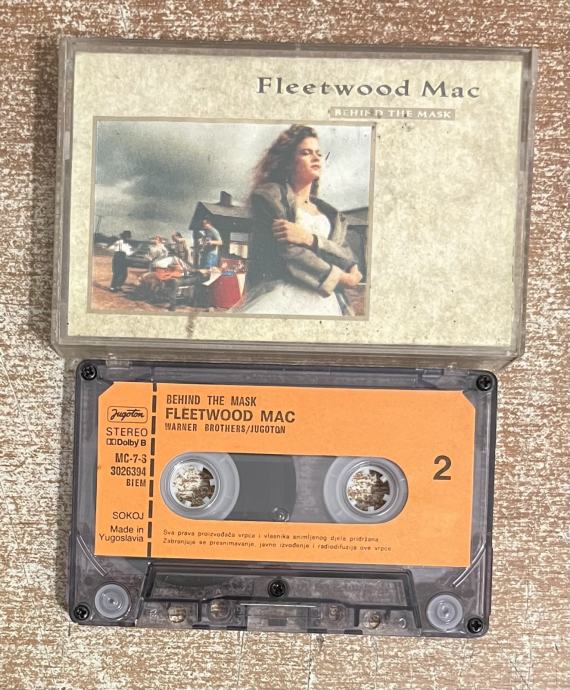 Fleetwood Mac
BEHIND THE MASK
Jugoton
STEREO
Dolby B
MC-7-S
3026394
BIEM
SOKOJ
Made in
Yugoslavia
BEHIND THE MASK
FLEETWOOD MAC
WARNER BROTHERS/JUGOTON
2
Sva prava proizvođača vrpce i vlasnika snimljenog djela pridržana
Zabranjuje se presnimavanje, javno izvođenje i radiodifuzija ove vrpce